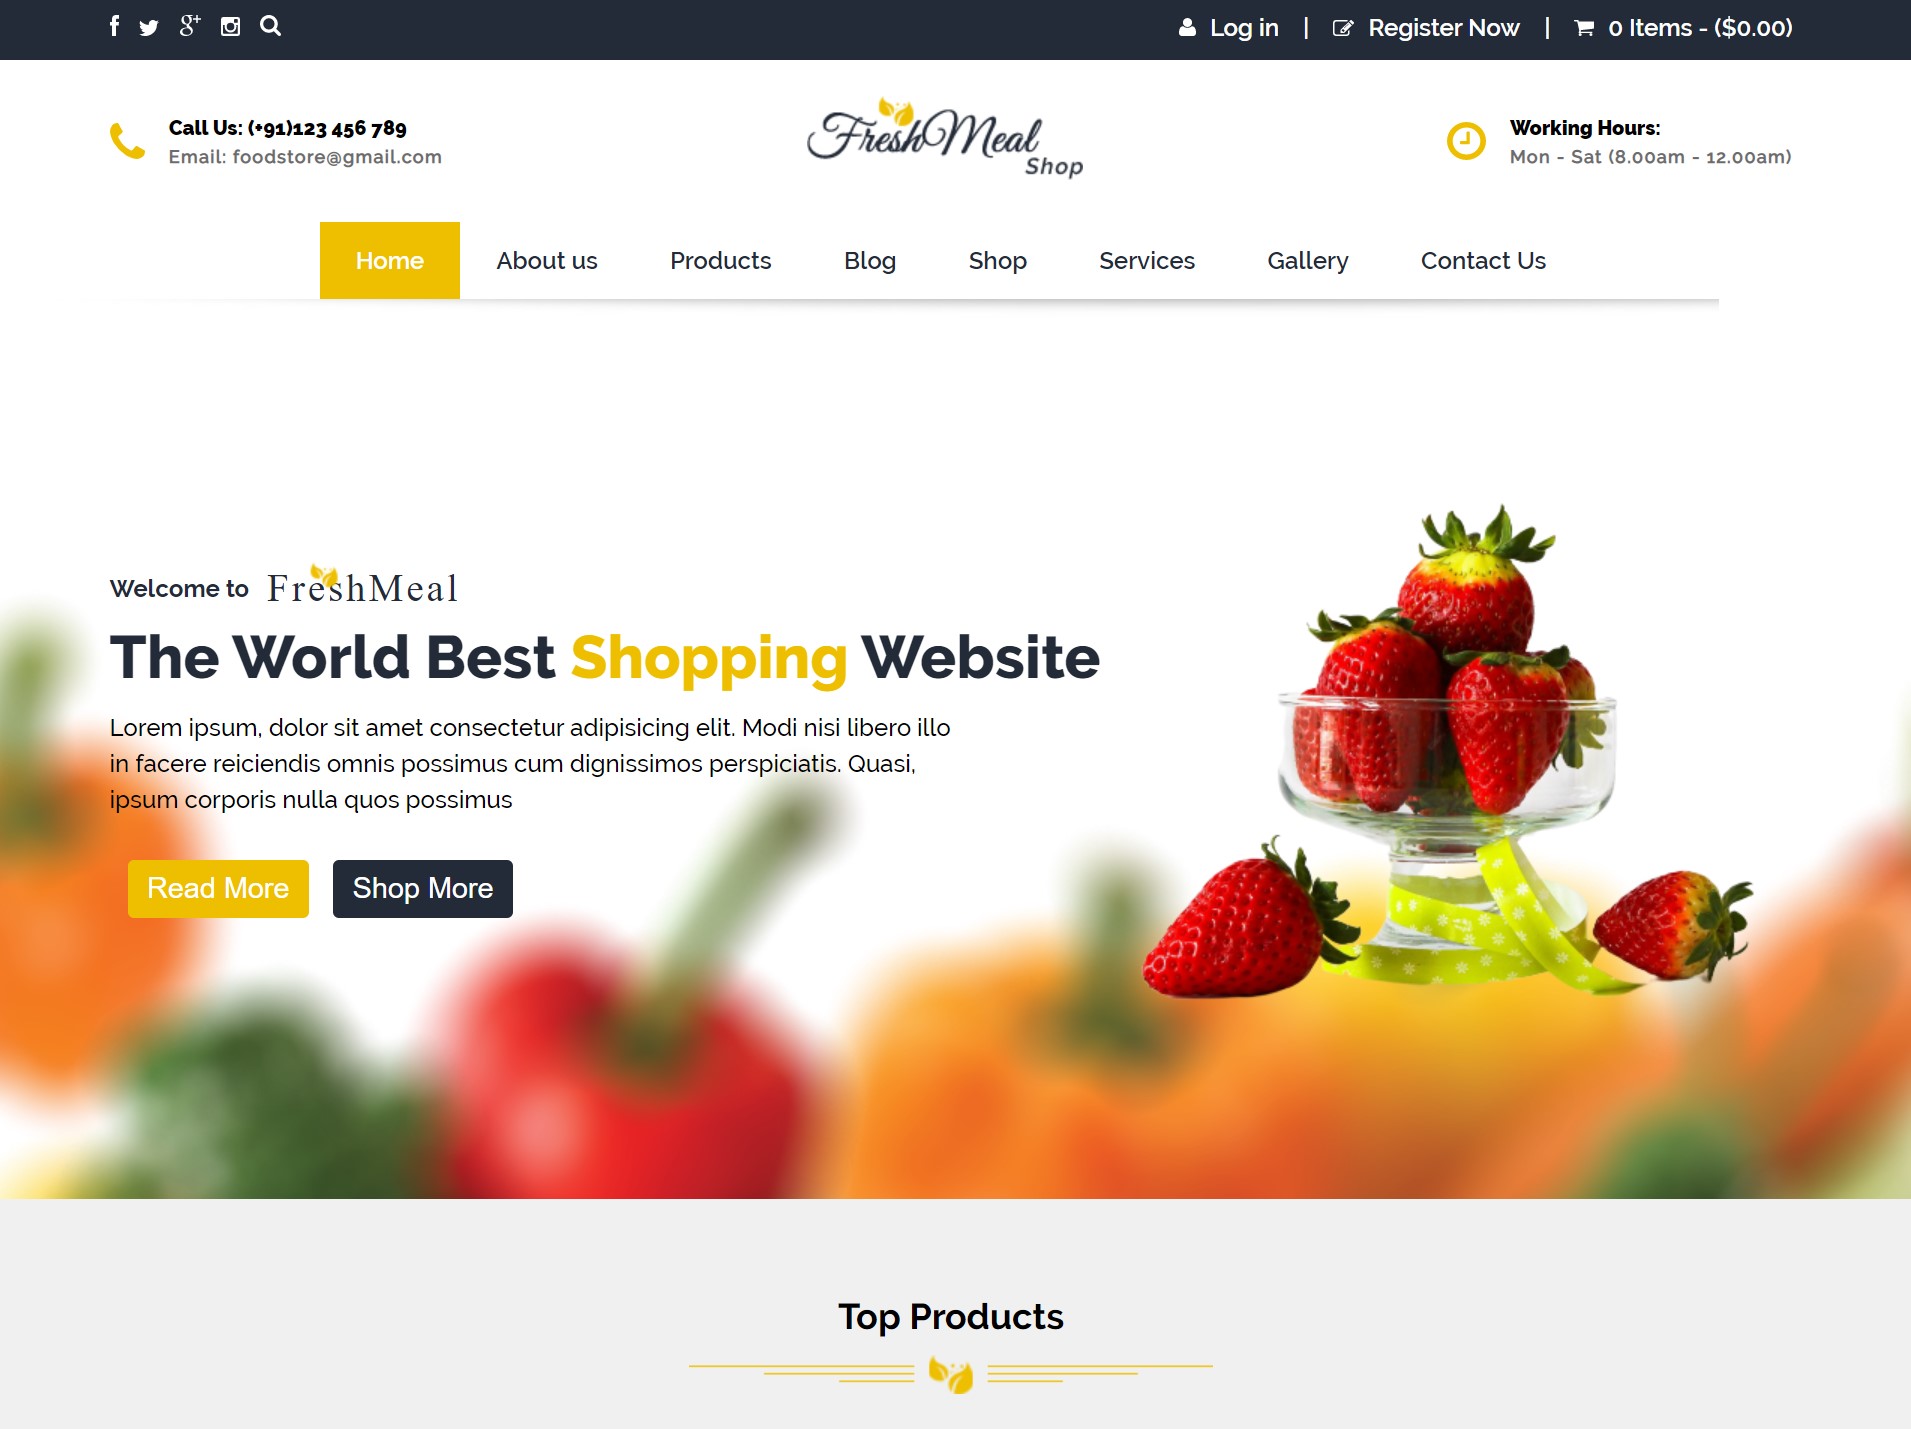 Log in | Register Now | 0 Items - ($0.00)
Call Us: (+91)123 456 789
Email: foodstore@gmail.com
FreshMeal
Shop
Working Hours:
Mon - Sat (8.00am - 12.00am)
Home About us Products Blog Shop Services Gallery Contact Us
Welcome to FreshMeal
The World Best Shopping Website
Lorem ipsum, dolor sit amet consectetur adipisicing elit. Modi nisi libero illo
in facere reiciendis omnis possimus cum dignissimos perspiciatis. Quasi,
ipsum corporis nulla quos possimus
Read More Shop More
Top Products